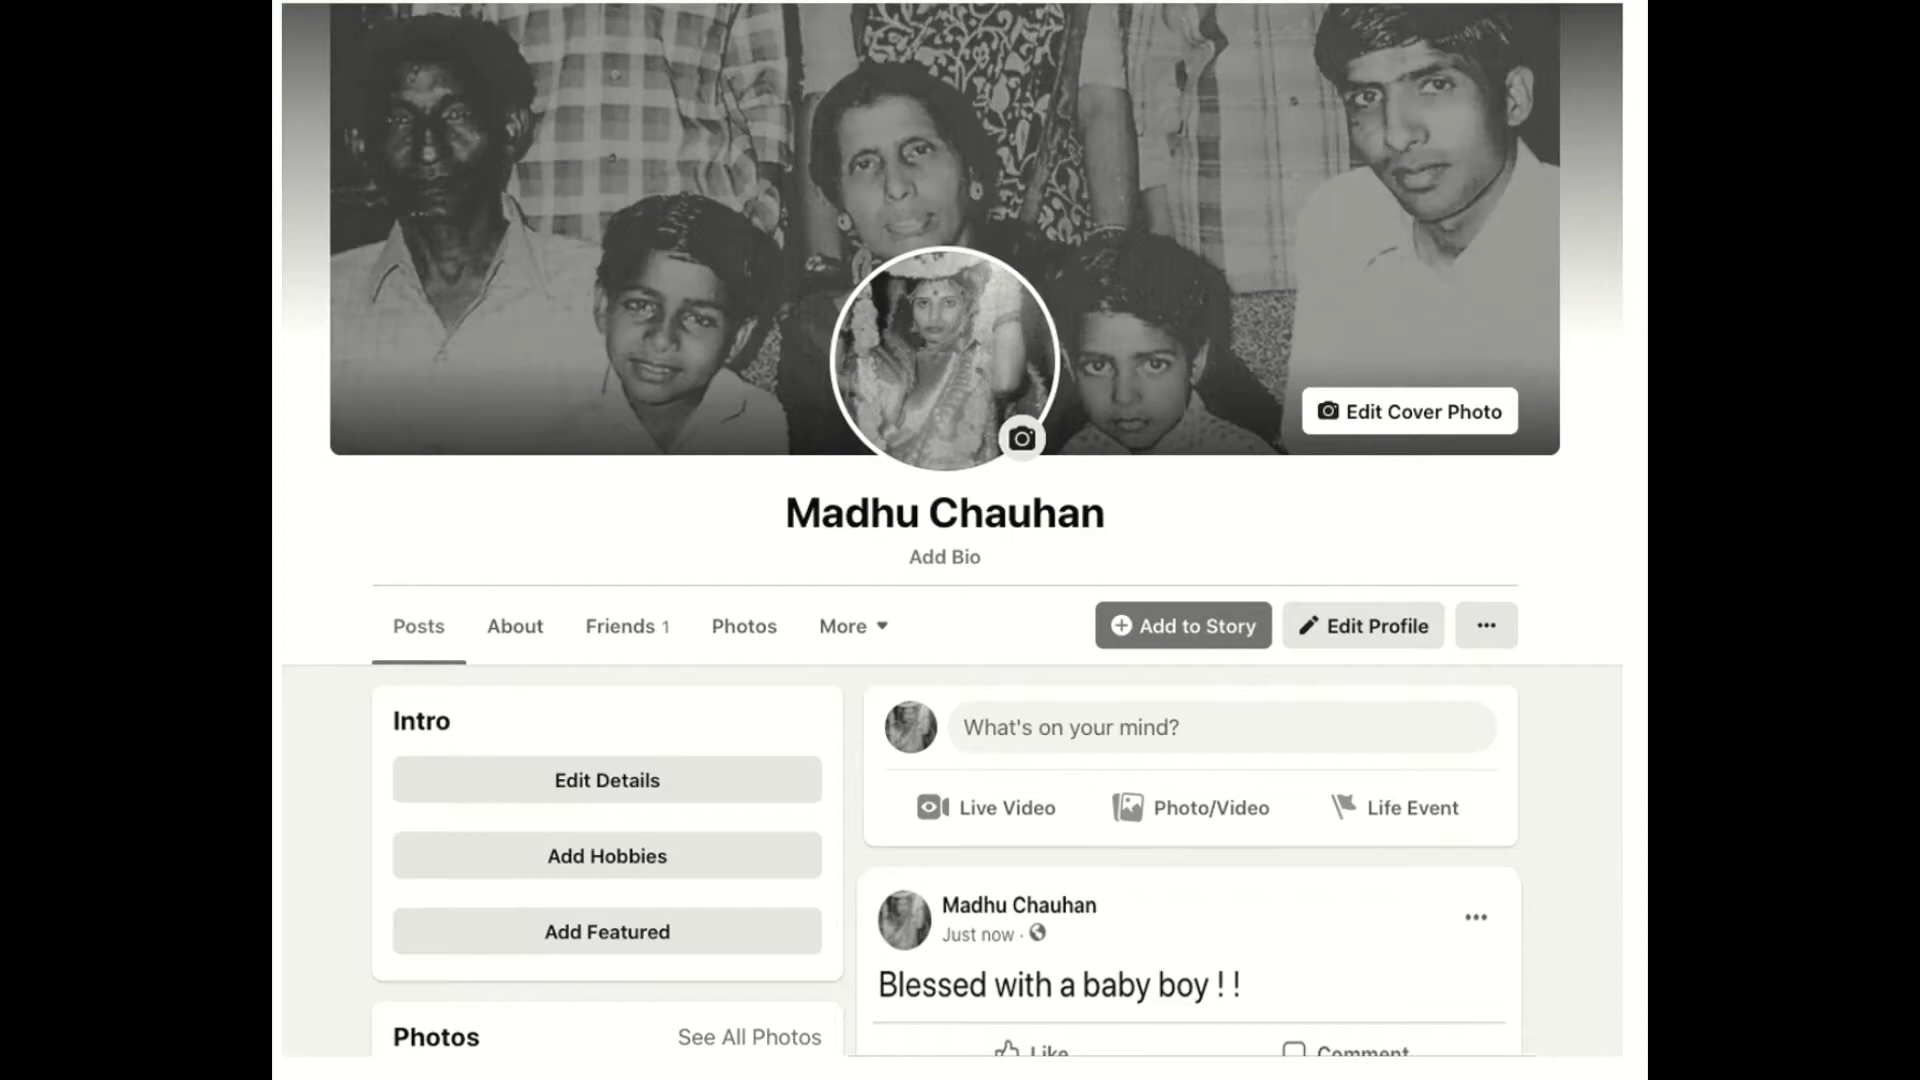 Edit Cover Photo
Madhu Chauhan
Add Bio
Posts About Friends 1 Photos More
Add to Story Edit Profile
Intro
Edit Details
Add Hobbies
Add Featured
Photos See All Photos
What's on your mind?
Live Video Photo/Video Life Event
Madhu Chauhan
Just now ·
Blessed with a baby boy ! !
Like Comment